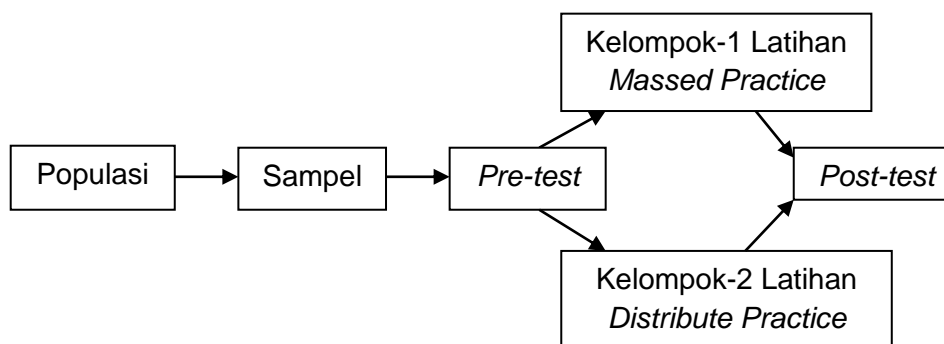 Kelompok-1 Latihan
Massed Practice
Populasi
Sampel
Pre-test
Post-test
Kelompok-2 Latihan
Distribute Practice